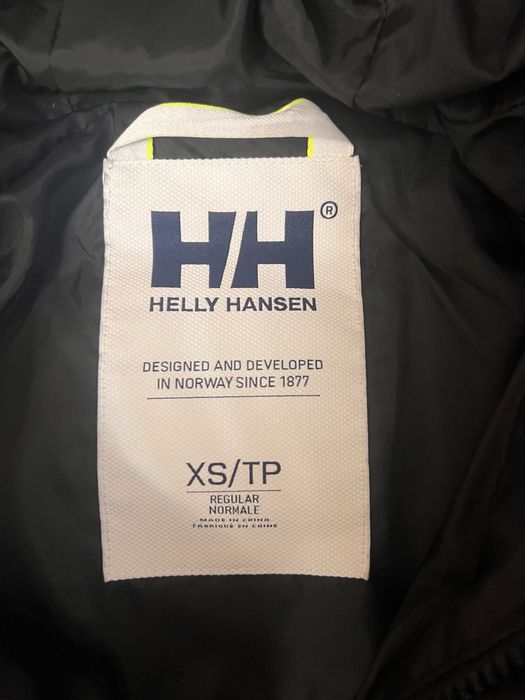 HH®
HELLY HANSEN
DESIGNED AND DEVELOPED
IN NORWAY SINCE 1877
XS/TP
REGULAR
NORMALE
MADE IN CHINA
FABRIQUÉ EN CHINE